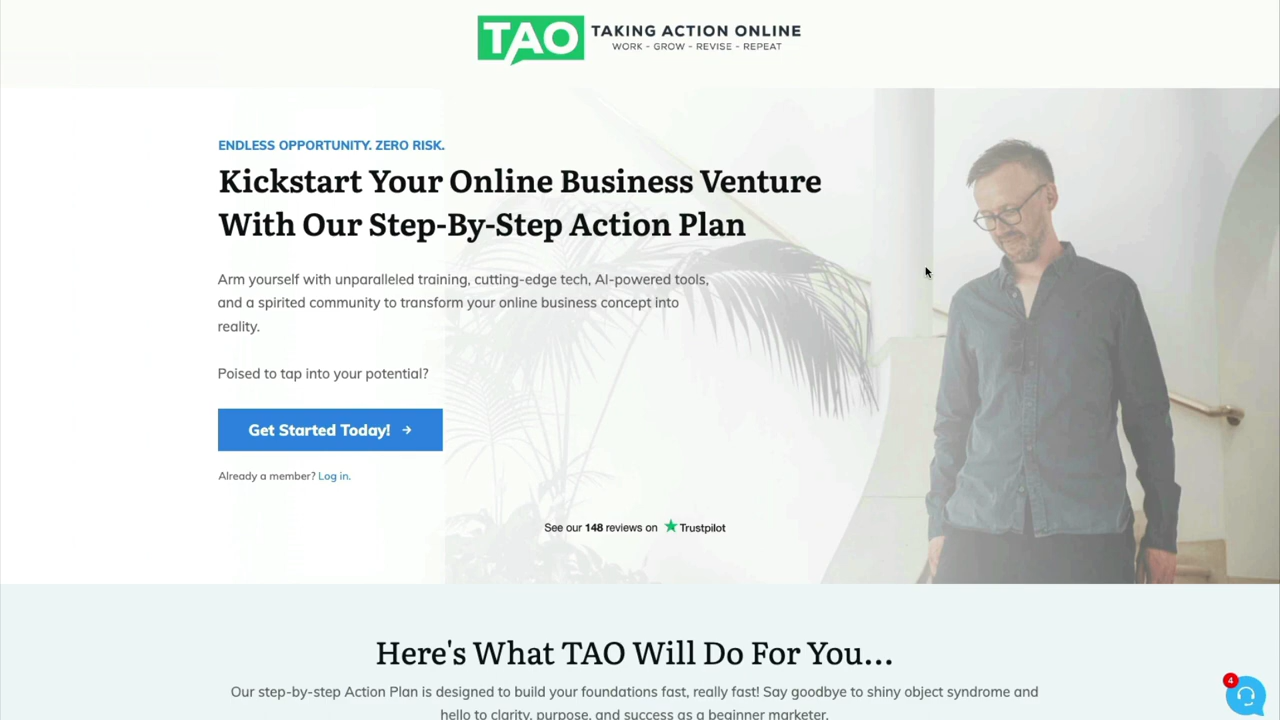 TAO
TAKING ACTION ONLINE
WORK - GROW - REVISE - REPEAT
ENDLESS OPPORTUNITY. ZERO RISK.
Kickstart Your Online Business Venture
With Our Step-By-Step Action Plan
Arm yourself with unparalleled training, cutting-edge tech, AI-powered tools,
and a spirited community to transform your online business concept into
reality.
Poised to tap into your potential?
Get Started Today! →
Already a member? Log in.
See our 148 reviews on Trustpilot
Here's What TAO Will Do For You...
Our step-by-step Action Plan is designed to build your foundations fast, really fast! Say goodbye to shiny object syndrome and
hello to clarity, purpose, and success as a beginner marketer.
4